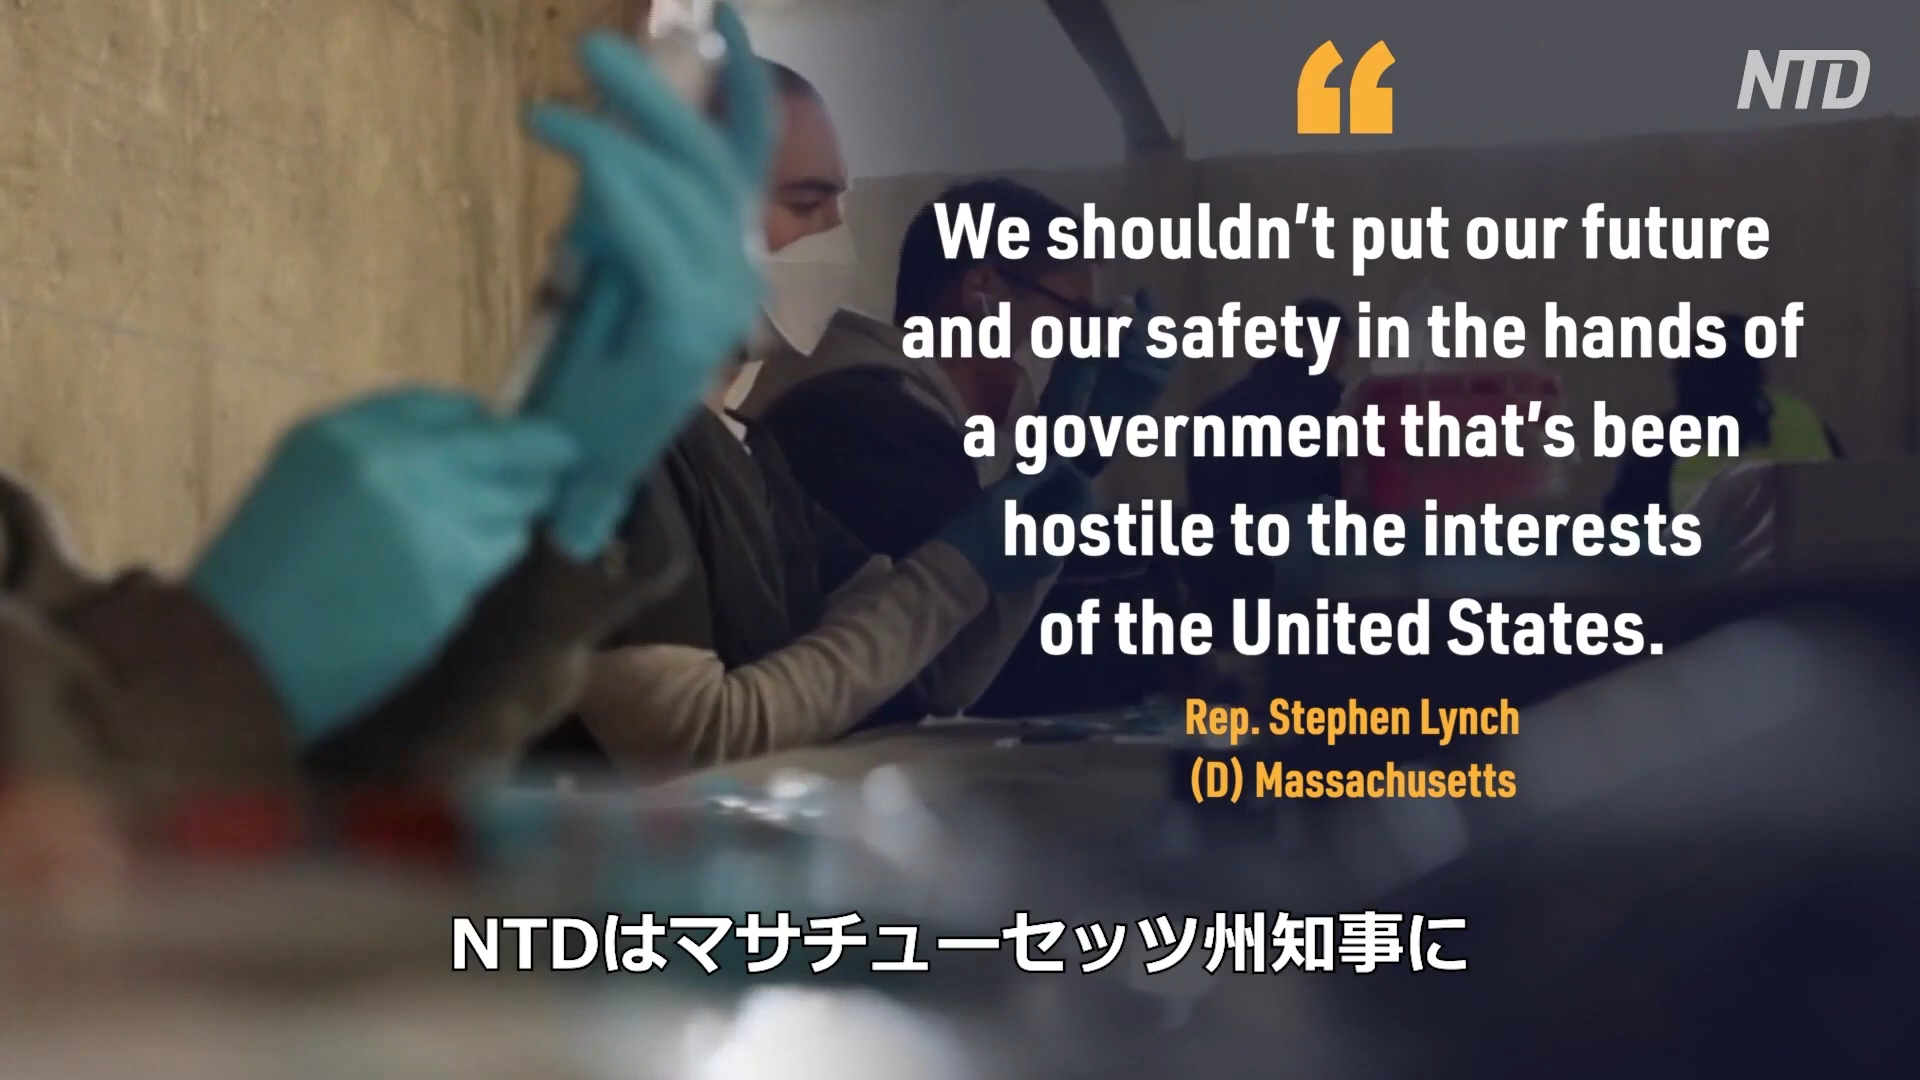 NTD
“
We shouldn’t put our future
and our safety in the hands of
a government that’s been
hostile to the interests
of the United States.
Rep. Stephen Lynch
(D) Massachusetts
NTDはマサチューセッツ州知事に